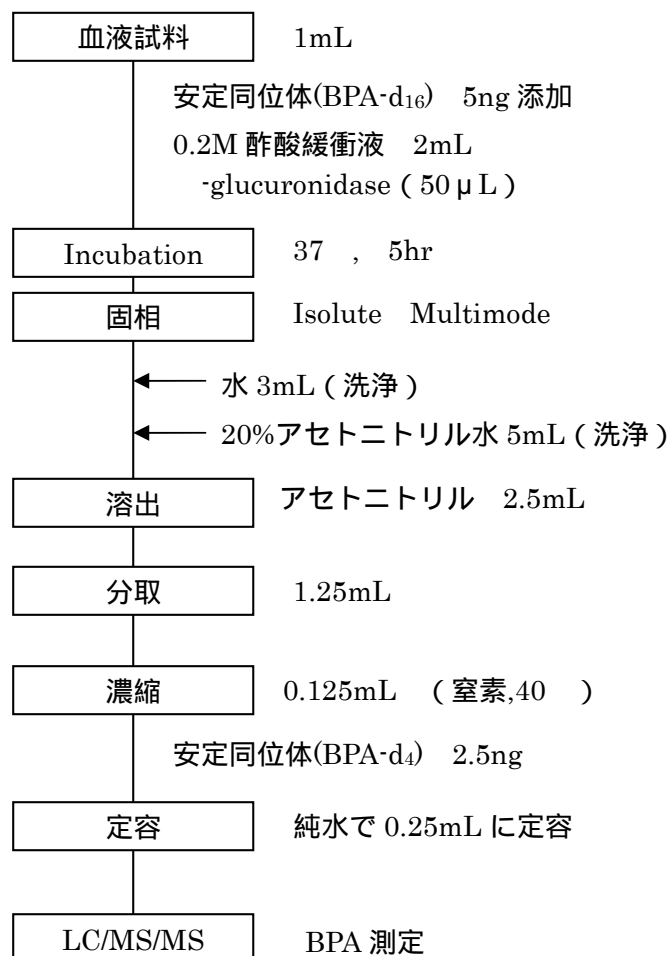 血液試料 1mL
安定同位体(BPA-d₁₆) 5ng 添加
0.2M 酢酸緩衝液 2mL
-glucuronidase ( 50 μ L )
Incubation 37 , 5hr
固相 Isolute Multimode
水 3mL ( 洗浄 )
20%アセトニトリル水 5mL ( 洗浄 )
溶出 アセトニトリル 2.5mL
分取 1.25mL
濃縮 0.125mL ( 窒素,40 )
安定同位体(BPA-d₄) 2.5ng
定容 純水で 0.25mL に定容
LC/MS/MS BPA 測定